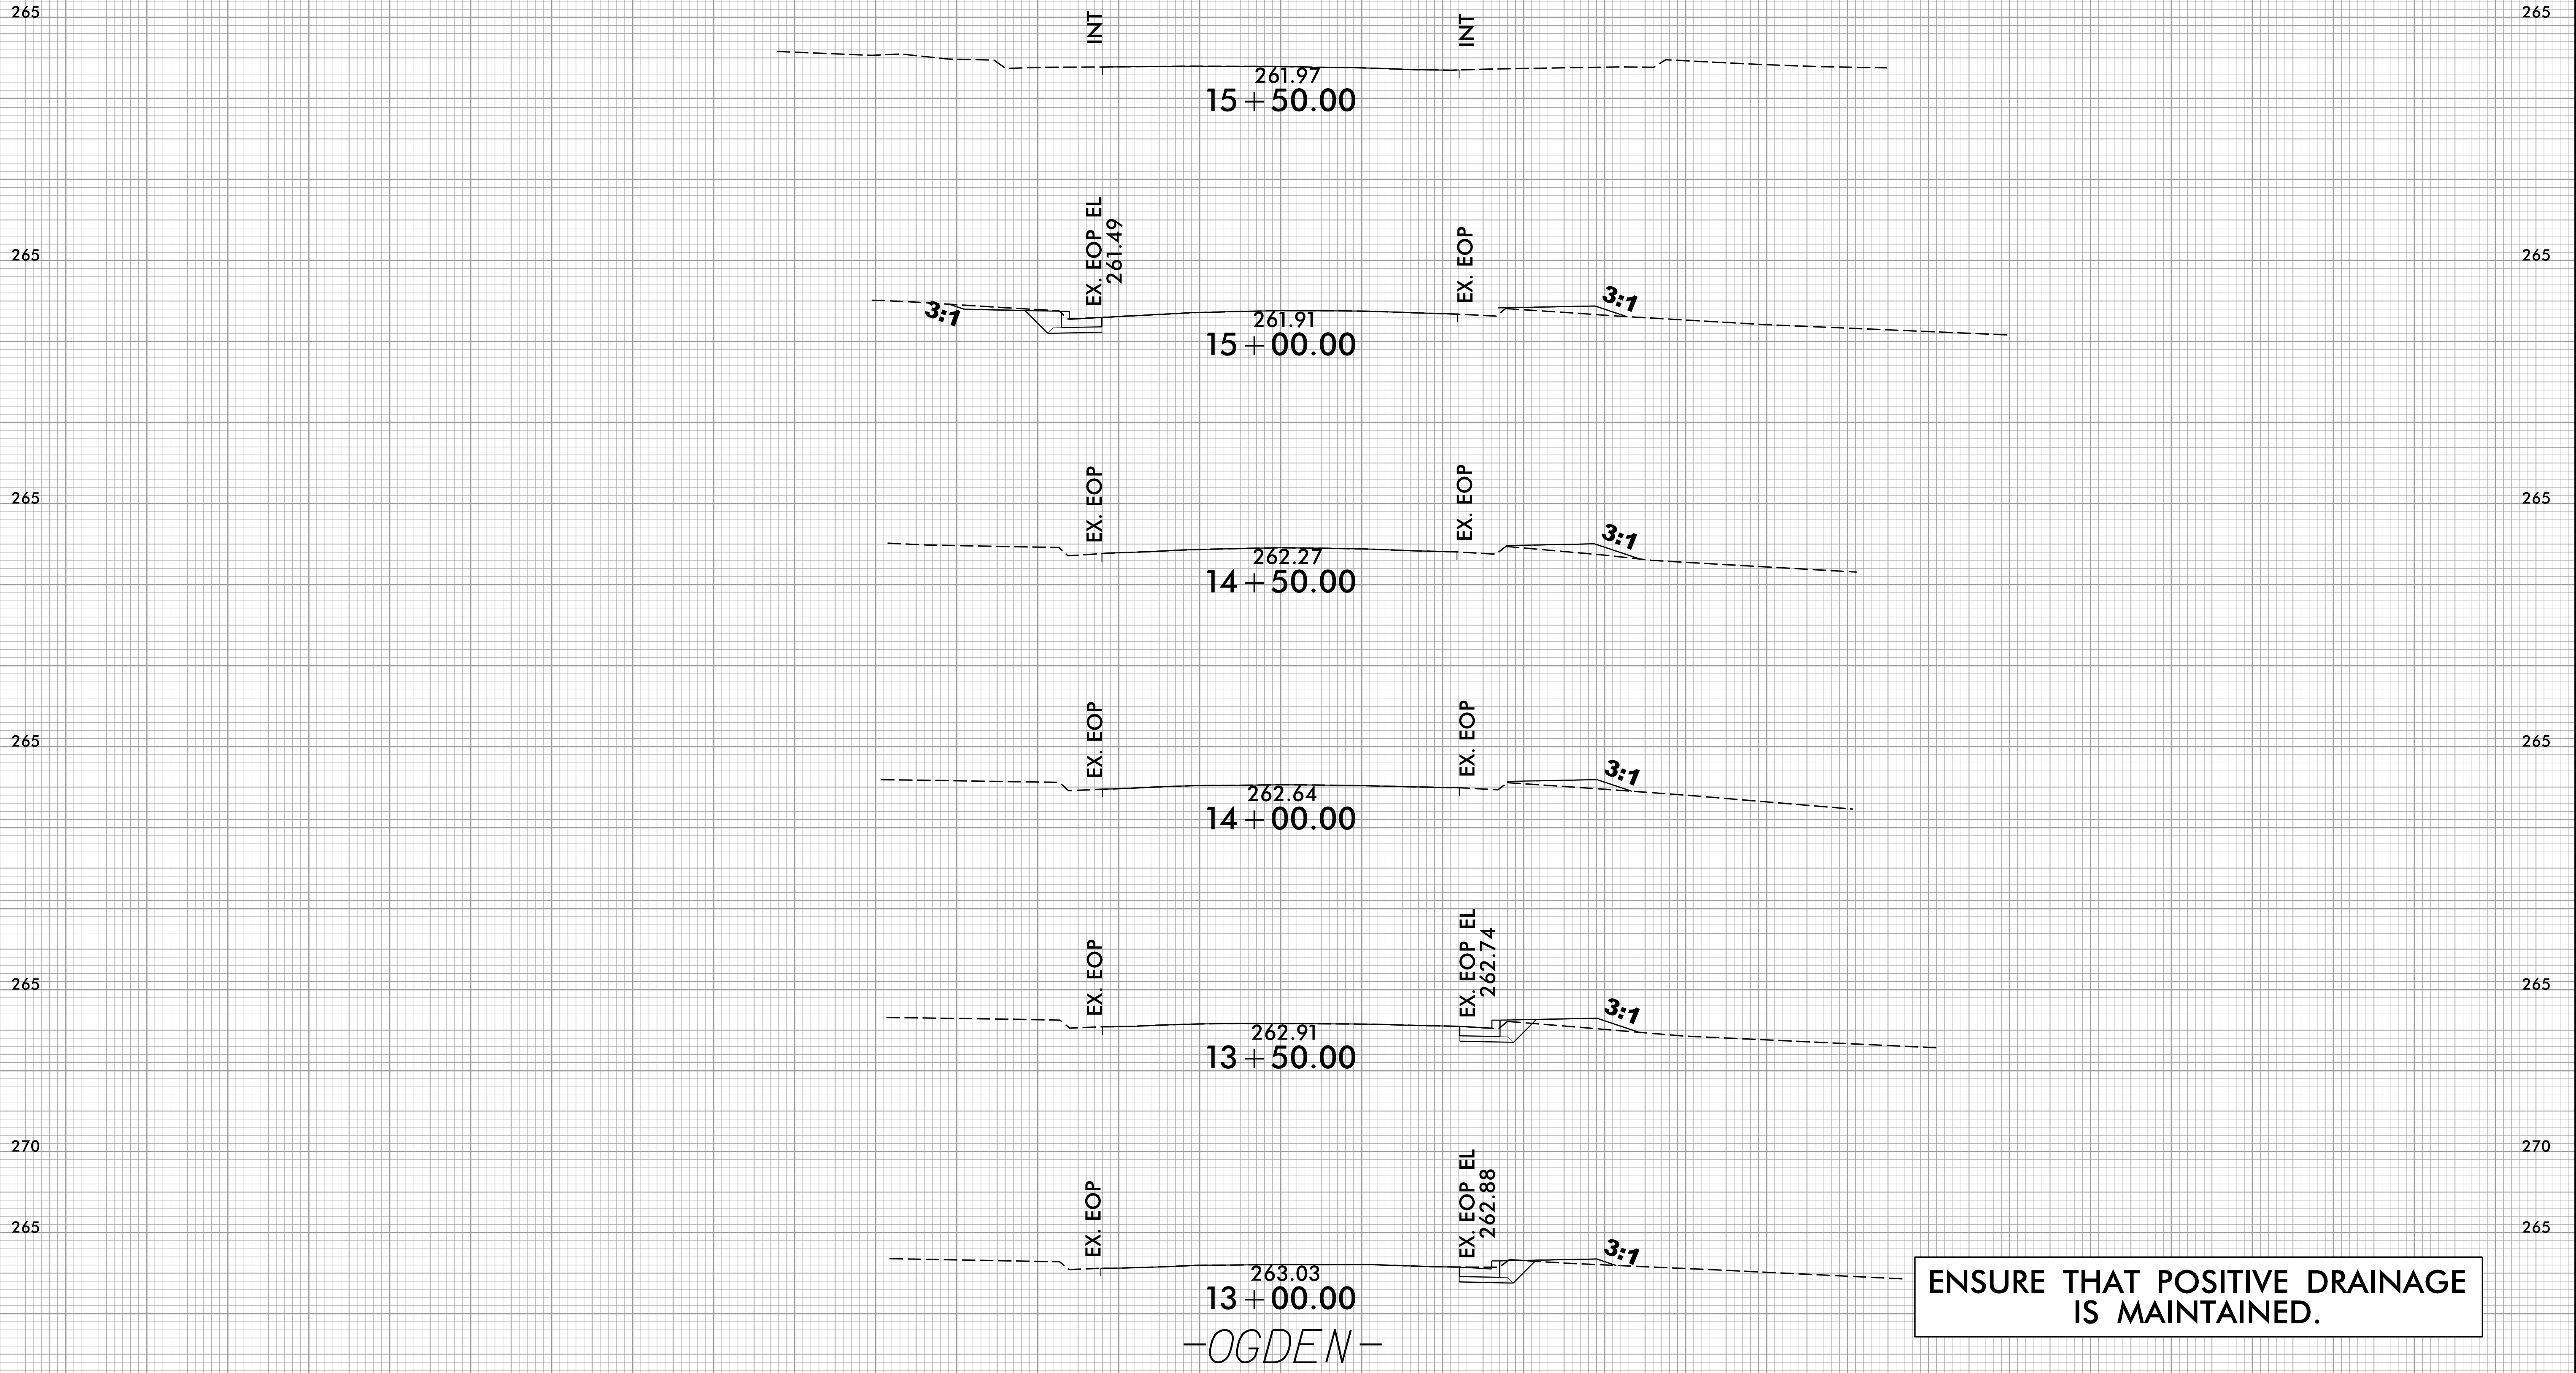 265 265
INT INT
261.97
15+50.00
EX. EOP EL
261.49
EX. EOP
265 265
3:1 3:1
261.91
15+00.00
EX. EOP EX. EOP
265 265
3:1
262.27
14+50.00
EX. EOP EX. EOP
265 265
3:1
262.64
14+00.00
EX. EOP
EX. EOP EL
262.74
265 265
3:1
262.91
13+50.00
270 270
EX. EOP
EX. EOP EL
262.88
265 265
3:1
263.03
13+00.00
-OGDEN-
ENSURE THAT POSITIVE DRAINAGE
IS MAINTAINED.